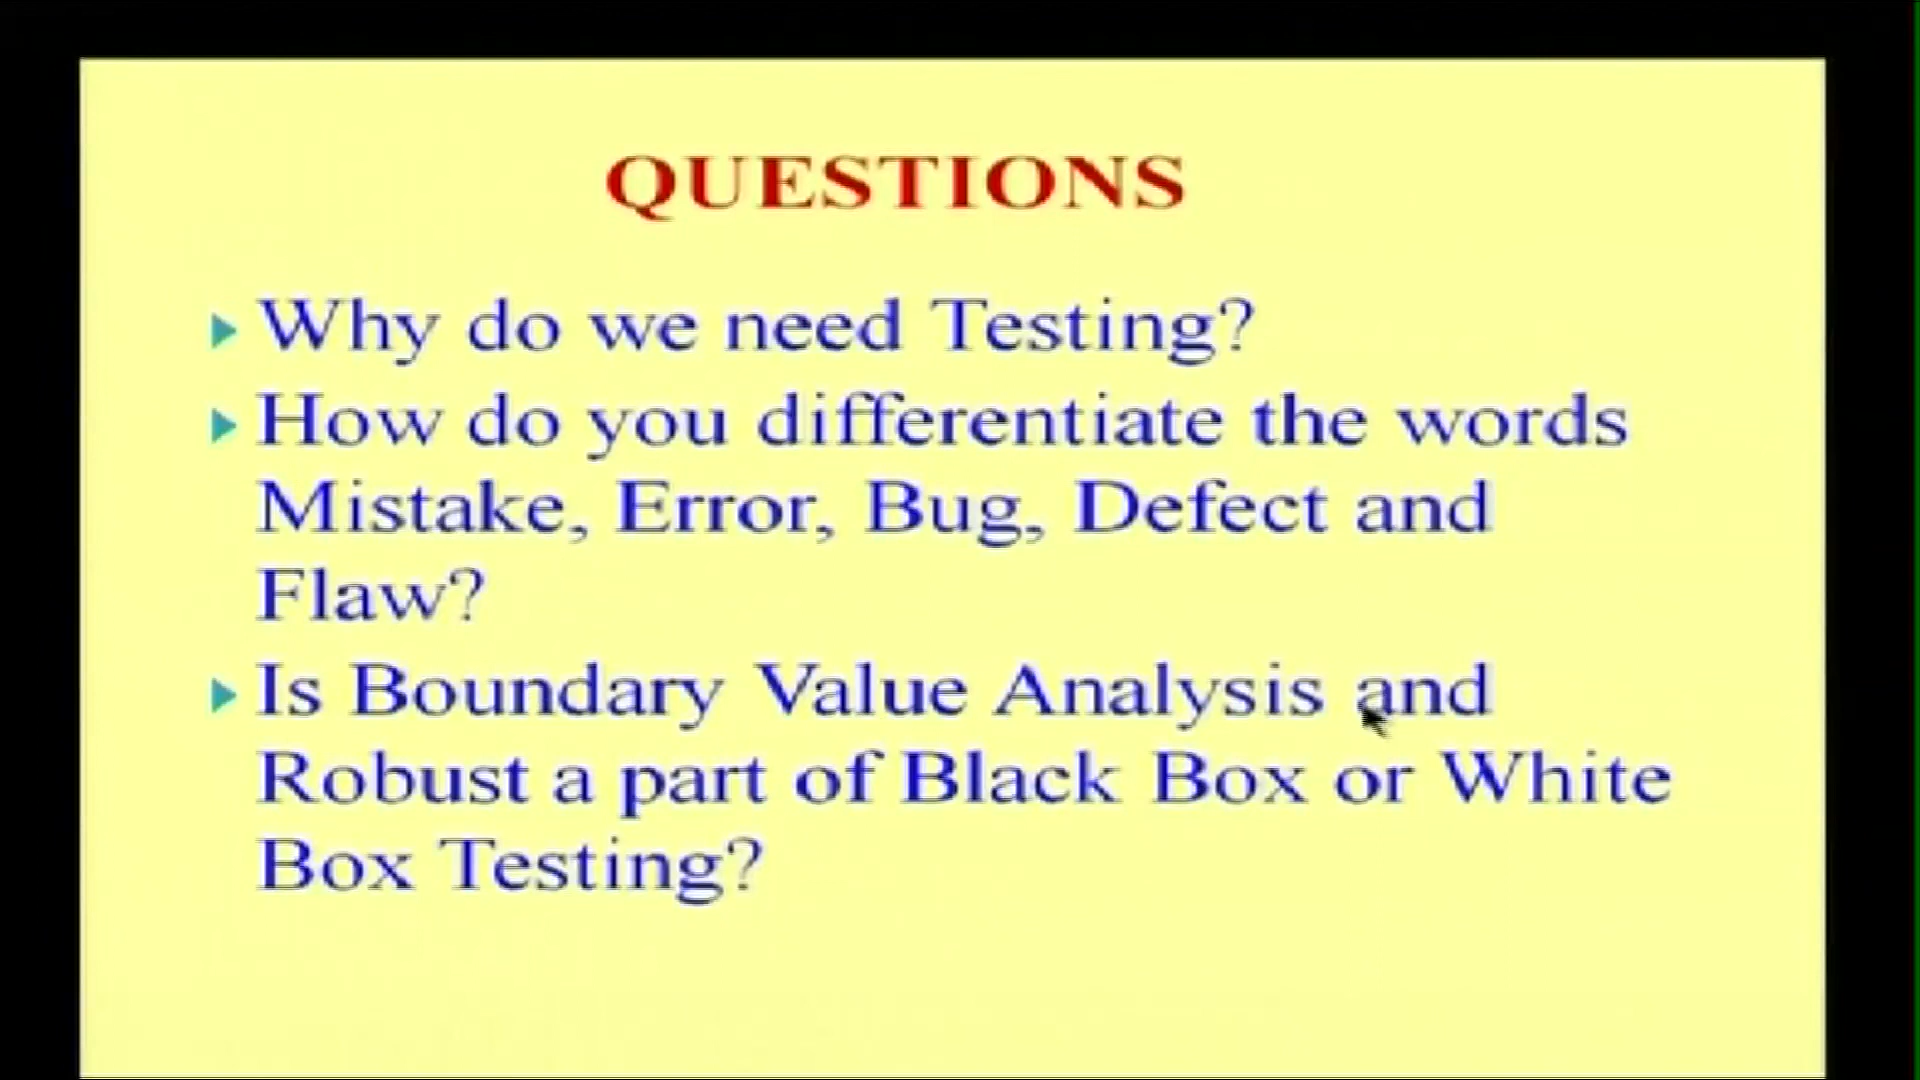 QUESTIONS
Why do we need Testing?
How do you differentiate the words
Mistake, Error, Bug, Defect and
Flaw?
Is Boundary Value Analysis and
Robust a part of Black Box or White
Box Testing?